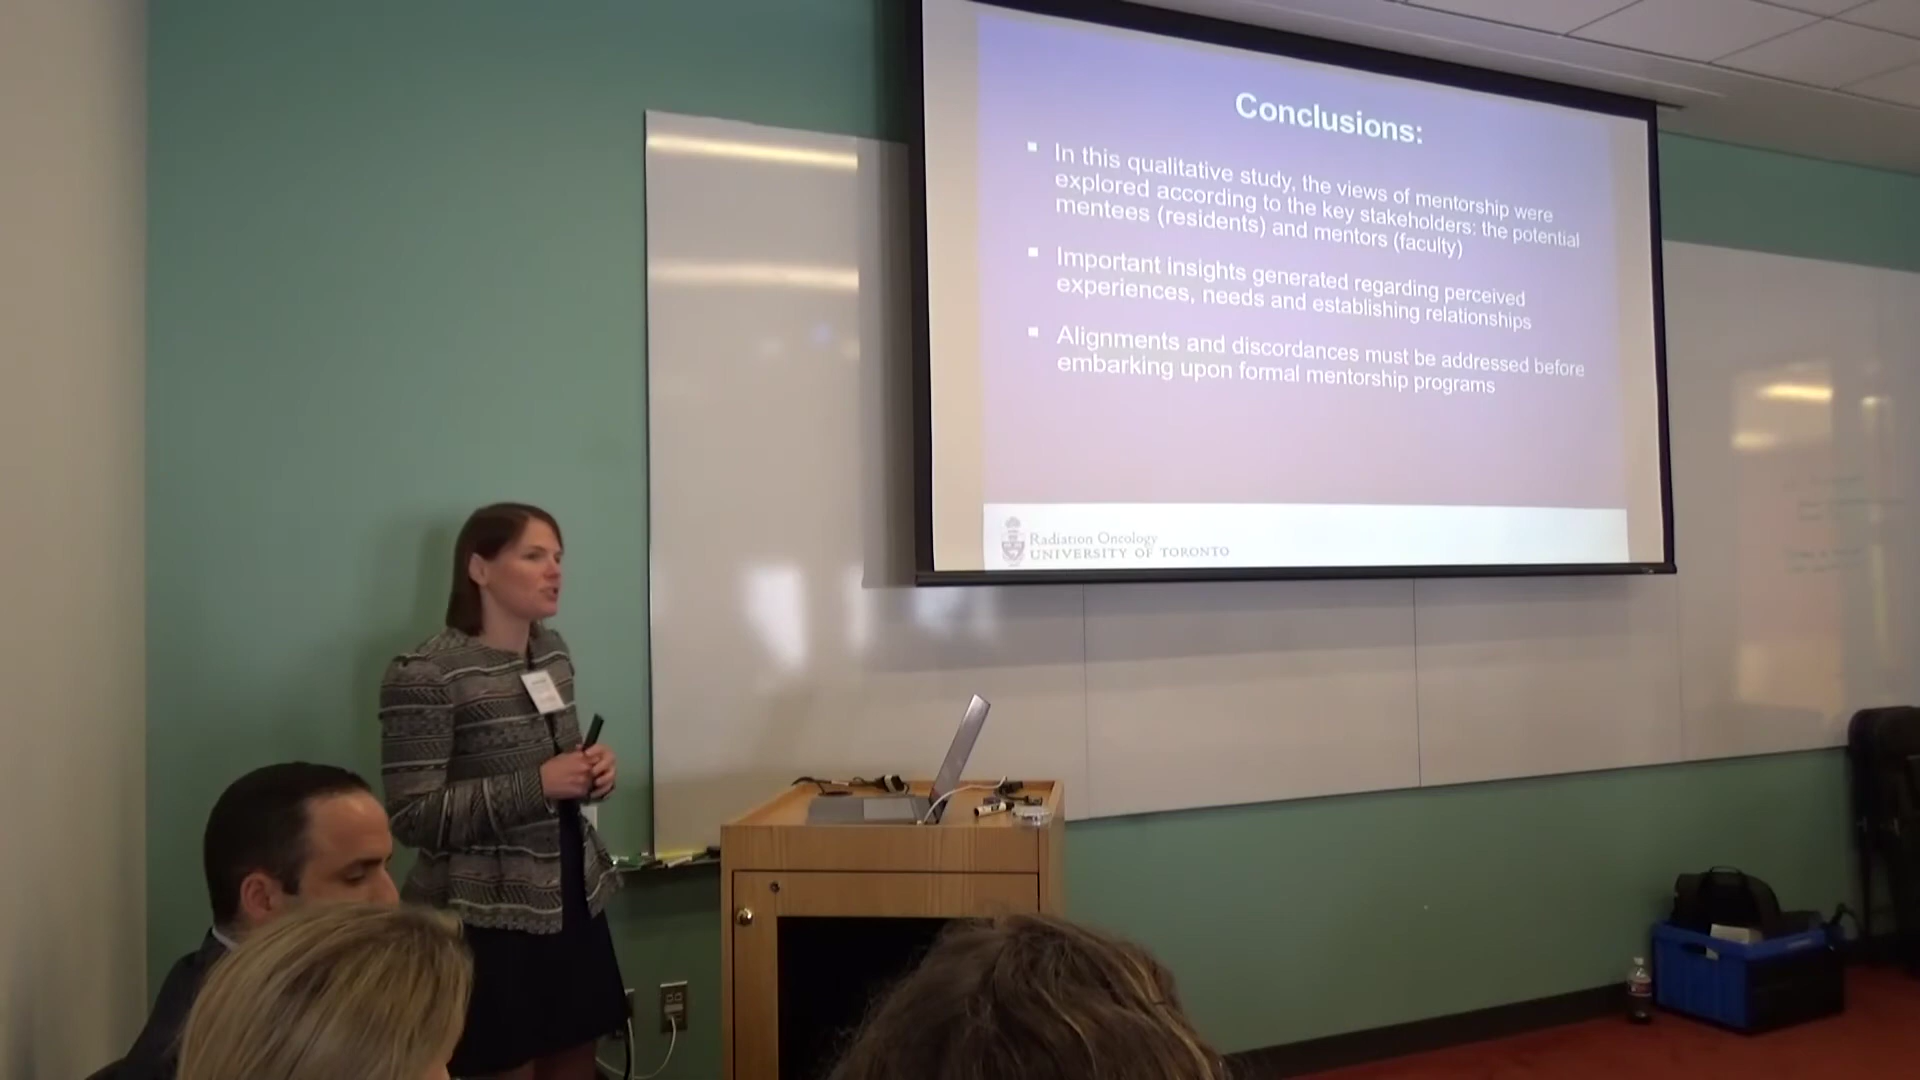 Conclusions:
In this qualitative study, the views of mentorship were
explored according to the key stakeholders: the potential
mentees (residents) and mentors (faculty)
Important insights generated regarding perceived
experiences, needs and establishing relationships
Alignments and discordances must be addressed before
embarking upon formal mentorship programs
Radiation Oncology
UNIVERSITY OF TORONTO